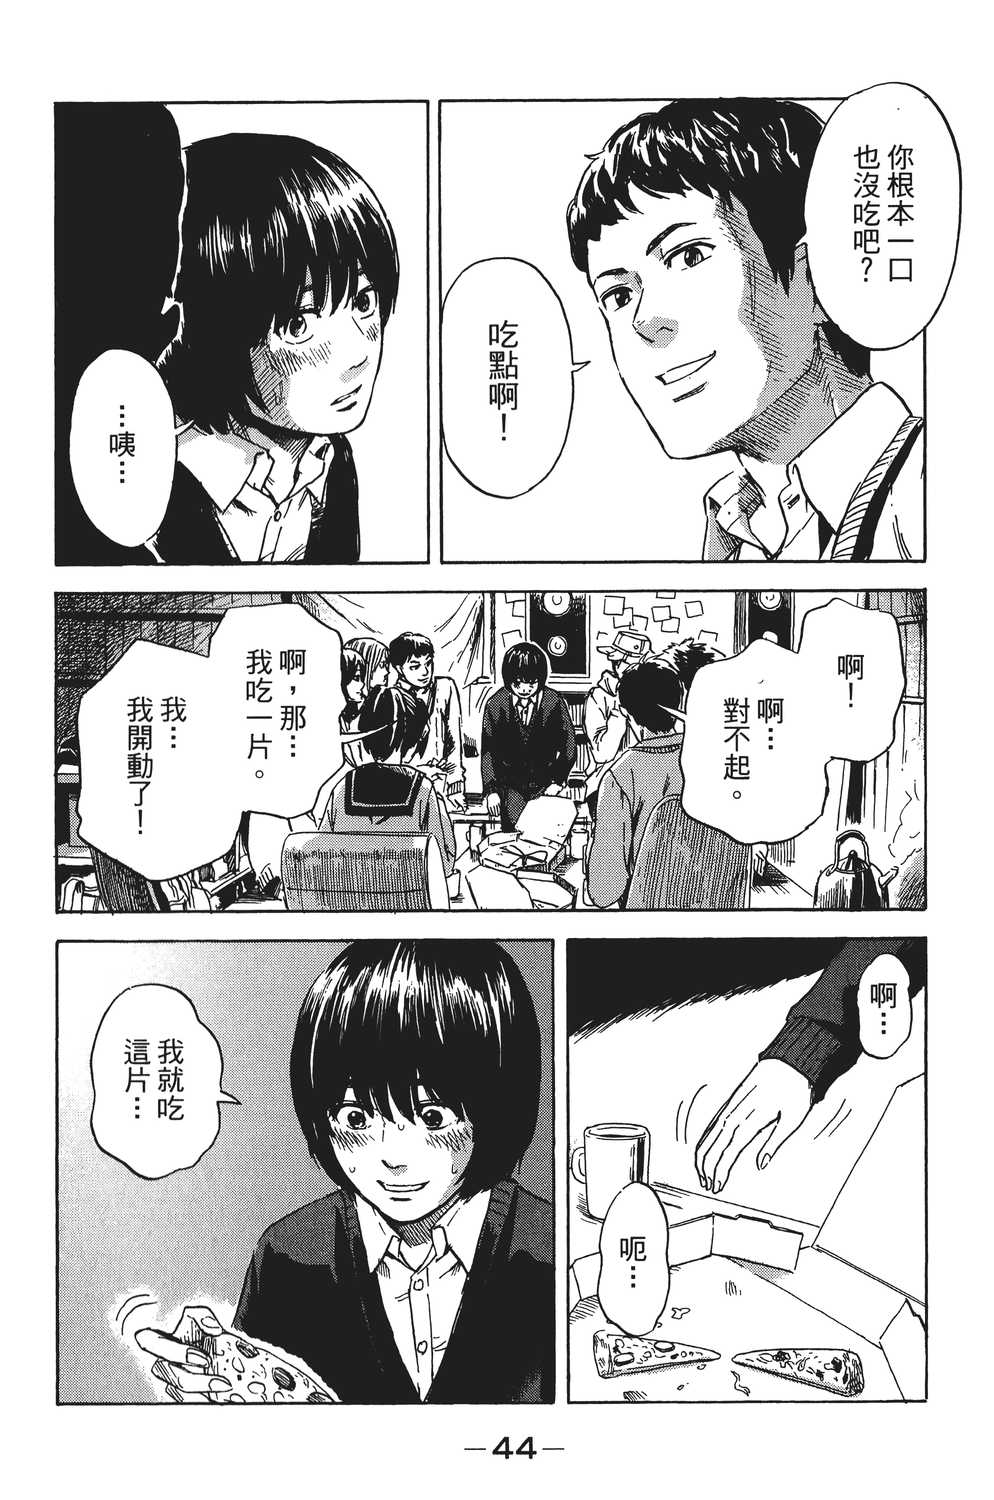 你根本一口
也沒吃吧？
吃點啊！
…咦…
啊！
啊…
對不起。
啊，那…
我吃一片。
我…
我開動了！
啊…
呃…
我就吃
這片…
—44—